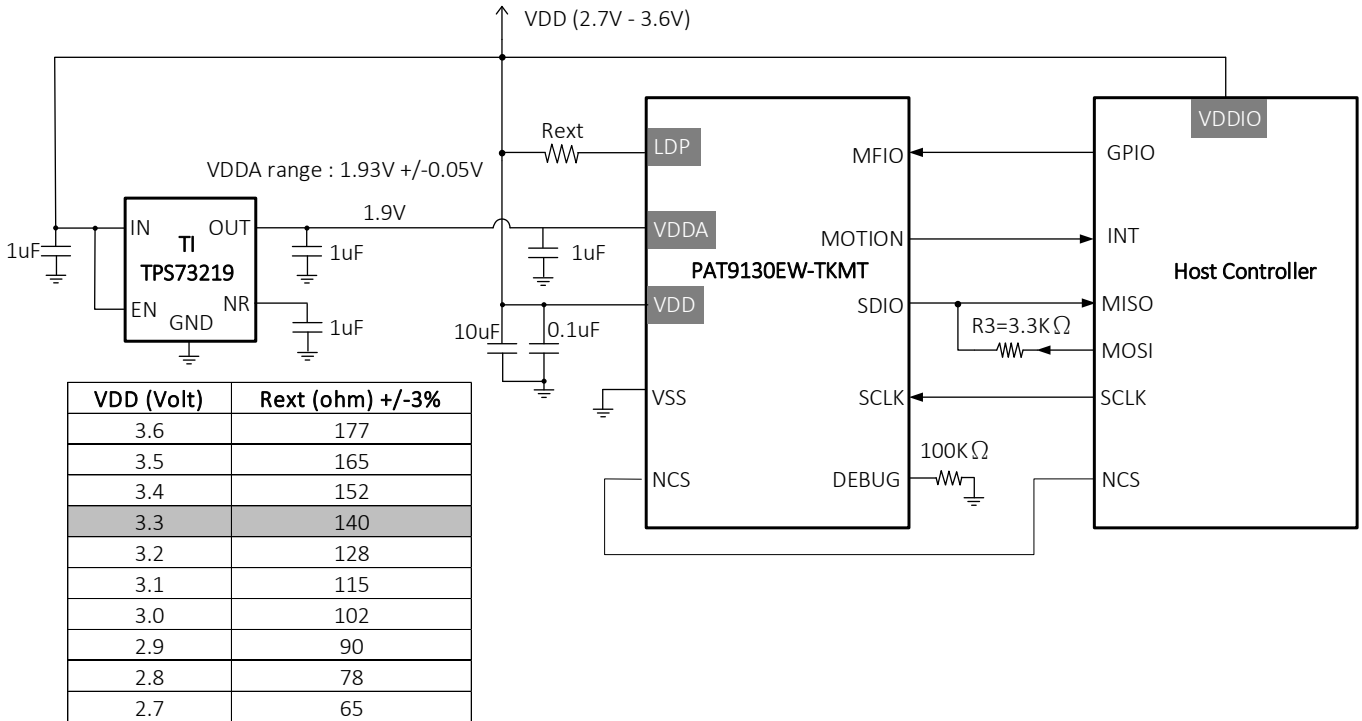 VDD (2.7V - 3.6V)
VDDIO
Rext
LDP
MFIO
GPIO
VDDA range : 1.93V +/-0.05V
1.9V
IN
OUT
TI
TPS73219
EN
NR
GND
1uF
1uF
1uF
1uF
VDDA
MOTION
INT
PAT9130EW-TKMT
Host Controller
VDD
SDIO
MISO
10uF
0.1uF
R3=3.3KΩ
MOSI
VSS
SCLK
SCLK
100KΩ
NCS
DEBUG
NCS
VDD (Volt) Rext (ohm) +/-3%
3.6 177
3.5 165
3.4 152
3.3 140
3.2 128
3.1 115
3.0 102
2.9 90
2.8 78
2.7 65